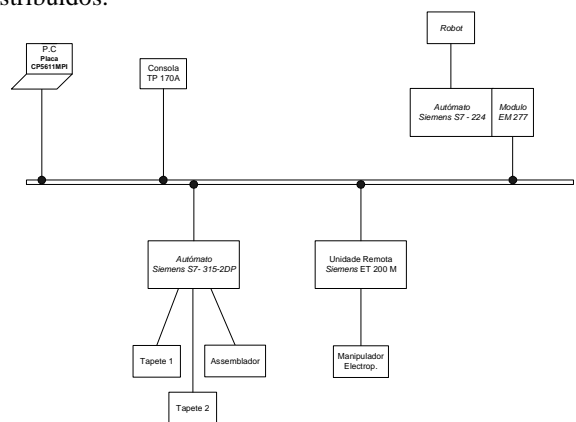 stribuídos.
P.C
Placa
CP5611MPI
Consola
TP 170A
Robot
Autómato
Siemens S7 - 224
Modulo
EM 277
Autómato
Siemens S7- 315-2DP
Unidade Remota
Siemens ET 200 M
Tapete 1
Assemblador
Tapete 2
Manipulador
Electrop.